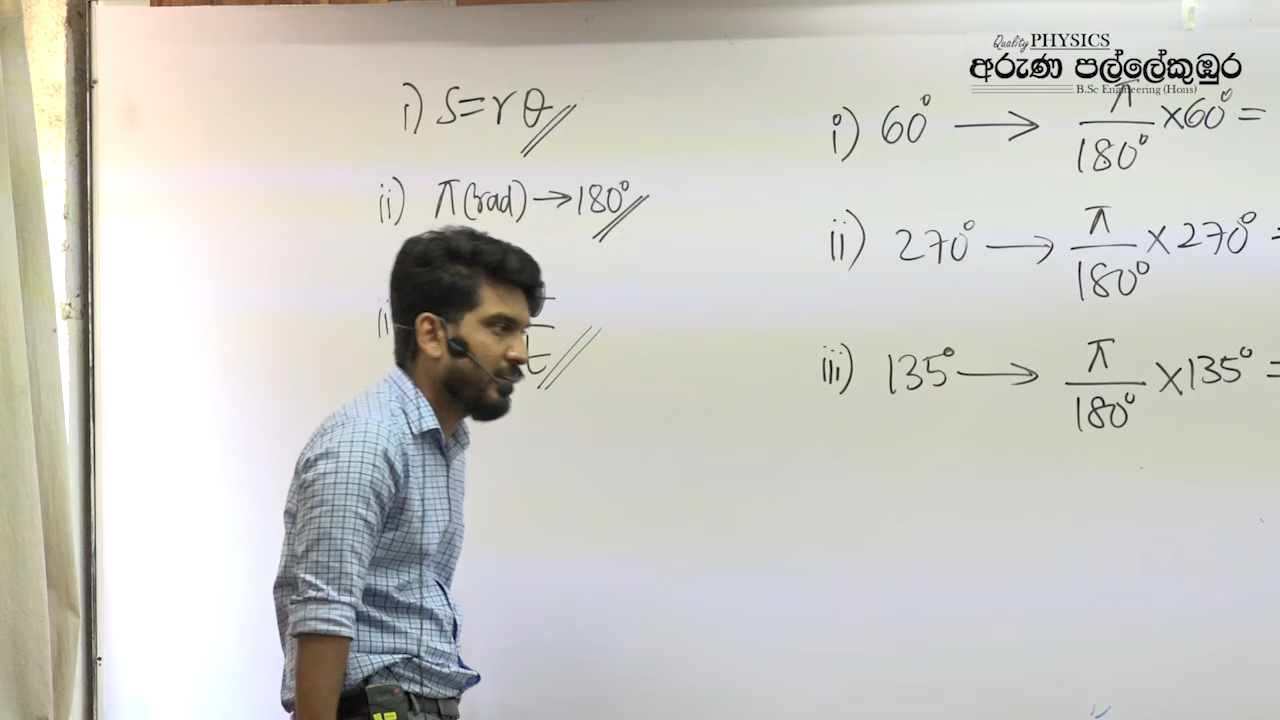 Quality PHYSICS
අරුණ පල්ලේකුඹුර
B.Sc Engineering (Hons)
i) S=rθ
ii) π(rad)→180°
i) 60° → π/180° ×60° =
ii) 270° → π/180° × 270° =
iii) 135° → π/180° ×135° =